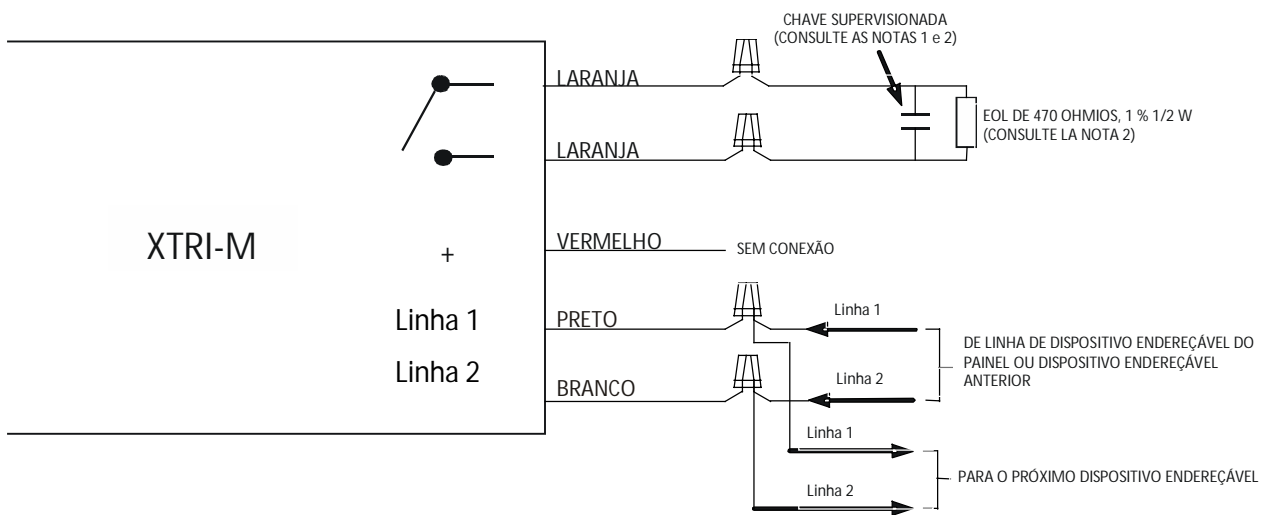 CHAVE SUPERVISIONADA
(CONSULTE AS NOTAS 1 e 2)
LARANJA
EOL DE 470 OHMIOS, 1 % 1/2 W
(CONSULTE LA NOTA 2)
LARANJA
XTRI-M
+
VERMELHO
SEM CONEXÃO
Linha 1
PRETO
Linha 1
DE LINHA DE DISPOSITIVO ENDEREÇÁVEL DO
PAINEL OU DISPOSITIVO ENDEREÇÁVEL
ANTERIOR
Linha 2
BRANCO
Linha 2
Linha 1
PARA O PRÓXIMO DISPOSITIVO ENDEREÇÁVEL
Linha 2